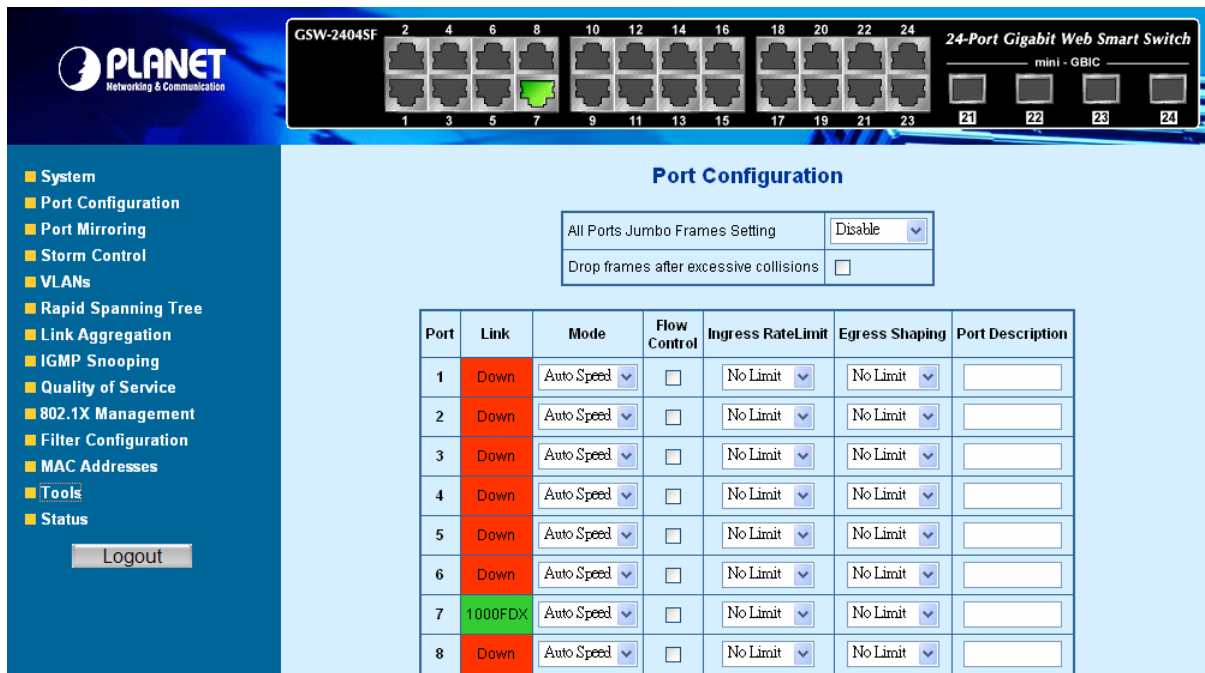 PLANET
Networking & Communication
GSW-2404SF
2 4 6 8 10 12 14 16 18 20 22 24
1 3 5 7 9 11 13 15 17 19 21 23
24-Port Gigabit Web Smart Switch
mini - GBIC
21 22 23 24
System
Port Configuration
Port Mirroring
Storm Control
VLANs
Rapid Spanning Tree
Link Aggregation
IGMP Snooping
Quality of Service
802.1X Management
Filter Configuration
MAC Addresses
Tools
Status
Logout
Port Configuration
All Ports Jumbo Frames Setting Disable
Drop frames after excessive collisions
Port Link Mode Flow Control Ingress RateLimit Egress Shaping Port Description
1 Down Auto Speed No Limit No Limit
2 Down Auto Speed No Limit No Limit
3 Down Auto Speed No Limit No Limit
4 Down Auto Speed No Limit No Limit
5 Down Auto Speed No Limit No Limit
6 Down Auto Speed No Limit No Limit
7 1000FDX Auto Speed No Limit No Limit
8 Down Auto Speed No Limit No Limit